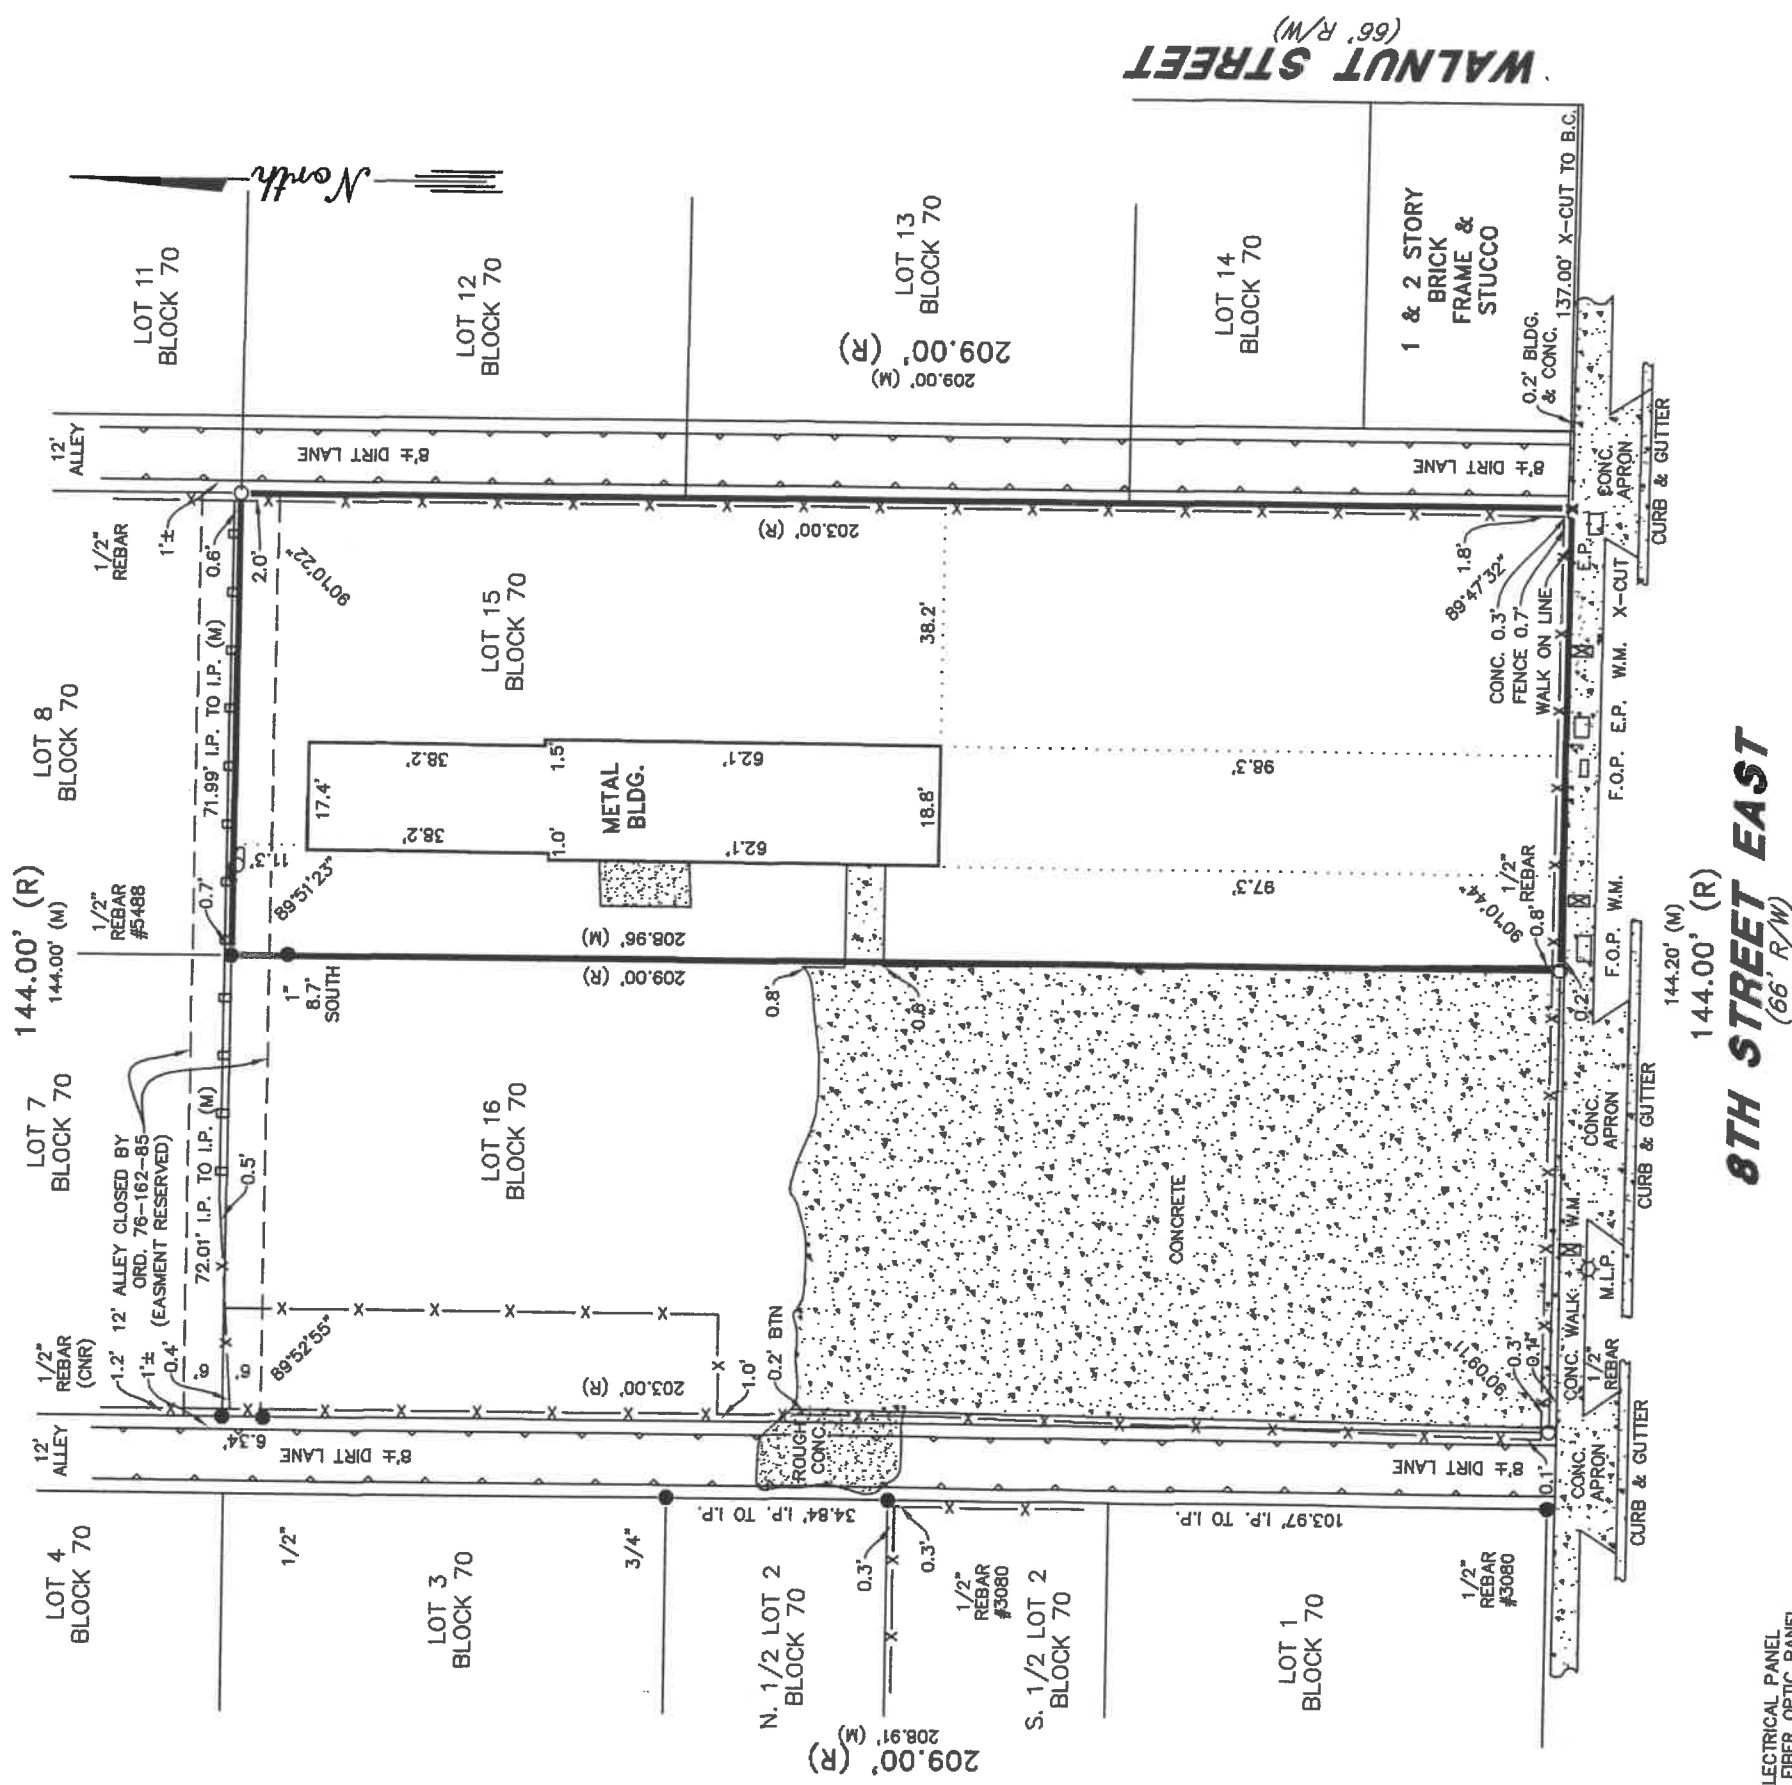 WALNUT STREET
(66' R/W)
North
LOT 11
BLOCK 70
LOT 12
BLOCK 70
LOT 13
BLOCK 70
209.00' (R)
209.00' (M)
LOT 14
BLOCK 70
1 & 2 STORY
BRICK
FRAME &
STUCCO
137.00' X-CUT TO B.C.
0.2' BLDG.
& CONC.
12'
ALLEY
8'± DIRT LANE
8'± DIRT LANE
CONC.
APRON
CURB & GUTTER
1/2"
REBAR
1'±
0.6'
2.0'
90°10'22"
203.00' (R)
1.8'
89°47'32"
CONC. 0.3'
FENCE 0.7'
WALK ON LINE
E.P.
X-CUT
W.M.
E.P.
F.O.P.
LOT 8
BLOCK 70
71.99' I.P. TO I.P. (M)
LOT 15
BLOCK 70
38.2'
38.2'
1.5'
62.1'
17.4'
METAL
BLDG.
18.8'
38.2'
1.0'
62.1'
98.3'
97.3'
11.3'
89°51'23"
0.7'
1/2"
REBAR
#5488
144.00' (R)
144.00' (M)
208.96' (M)
209.00' (R)
1"
8.7'
SOUTH
90°10'44"
1/2"
REBAR
0.8'
0.2'
W.M.
F.O.P.
0.8'
0.6'
144.20' (M)
144.00' (R)
8TH STREET EAST
(66' R/W)
LOT 7
BLOCK 70
12' ALLEY CLOSED BY
ORD. 76-162-85
(EASMENT RESERVED)
72.01' I.P. TO I.P. (M)
0.5'
LOT 16
BLOCK 70
CONCRETE
CONC.
APRON
CURB & GUTTER
W.M.
M.L.P.
CONC. WALK
1/2"
REBAR
(CNR)
1.2'
1'±
0.4'
6'
6'
89°52'55"
203.00' (R)
1.0'
0.2' BTN
90°09'11"
0.3'
0.1'
1/2"
REBAR
12'
ALLEY
6.34'
8'± DIRT LANE
ROUGH
CONC.
8'± DIRT LANE
0.1'
CONC.
APRON
CURB & GUTTER
LOT 4
BLOCK 70
1/2"
LOT 3
BLOCK 70
3/4"
34.84' I.P. TO I.P.
N. 1/2 LOT 2
BLOCK 70
0.3'
0.3'
1/2"
REBAR
#3080
103.97' I.P. TO I.P.
S. 1/2 LOT 2
BLOCK 70
LOT 1
BLOCK 70
1/2"
REBAR
#3080
208.91' (M)
209.00' (R)
LECTRICAL PANEL
FIBER OPTIC PANEL